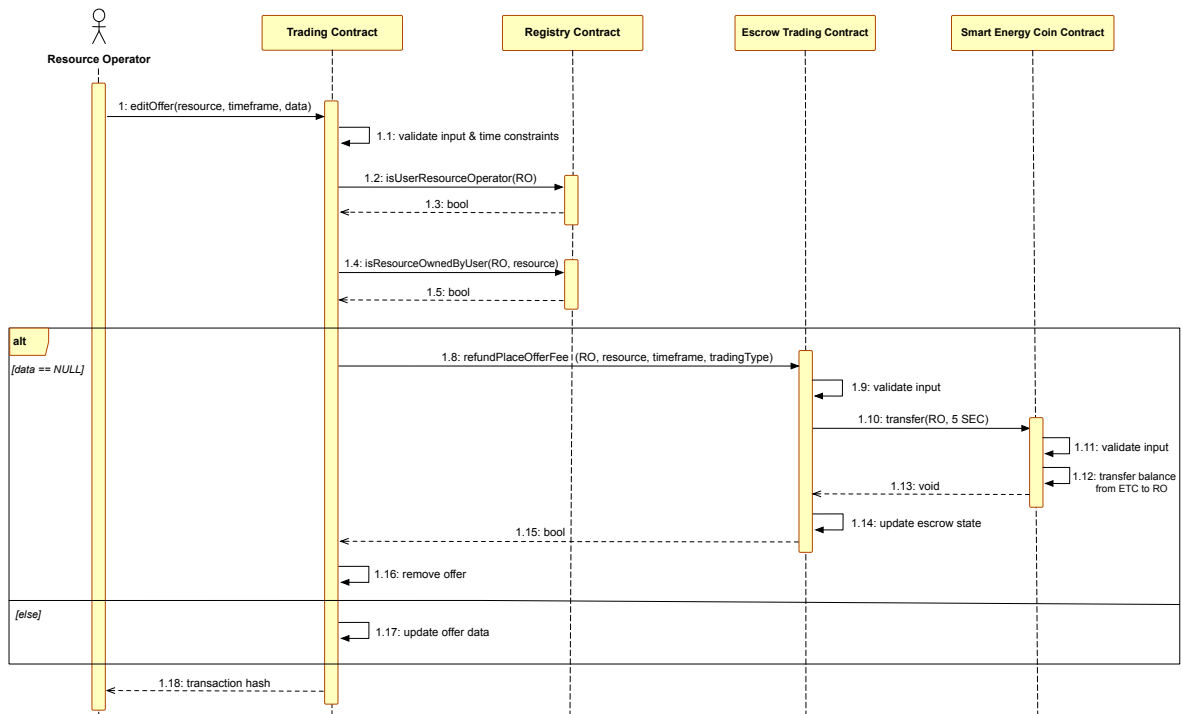 Resource Operator
Trading Contract
Registry Contract
Escrow Trading Contract
Smart Energy Coin Contract
1: editOffer(resource, timeframe, data)
1.1: validate input & time constraints
1.2: isUserResourceOperator(RO)
1.3: bool
1.4: isResourceOwnedByUser(RO, resource)
1.5: bool
alt
[data == NULL]
1.8: refundPlaceOfferFee (RO, resource, timeframe, tradingType)
1.9: validate input
1.10: transfer(RO, 5 SEC)
1.11: validate input
1.12: transfer balance
from ETC to RO
1.13: void
1.14: update escrow state
1.15: bool
1.16: remove offer
[else]
1.17: update offer data
1.18: transaction hash